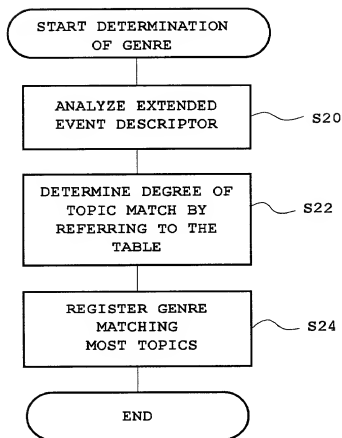 START DETERMINATION
OF GENRE
ANALYZE EXTENDED
EVENT DESCRIPTOR
S20
DETERMINE DEGREE OF
TOPIC MATCH BY
REFERRING TO THE
TABLE
S22
REGISTER GENRE
MATCHING
MOST TOPICS
S24
END